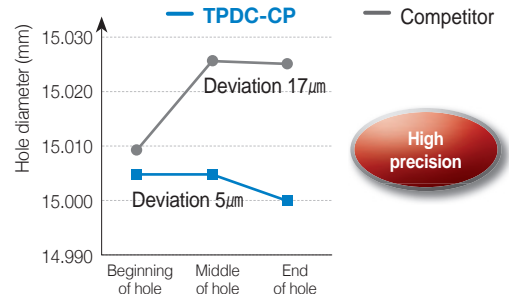 TPDC-CP
Competitor
Hole diameter (mm)
15.030
15.020
15.010
15.000
14.990
Deviation 17㎛
Deviation 5㎛
Beginning
of hole
Middle
of hole
End
of hole
High
precision